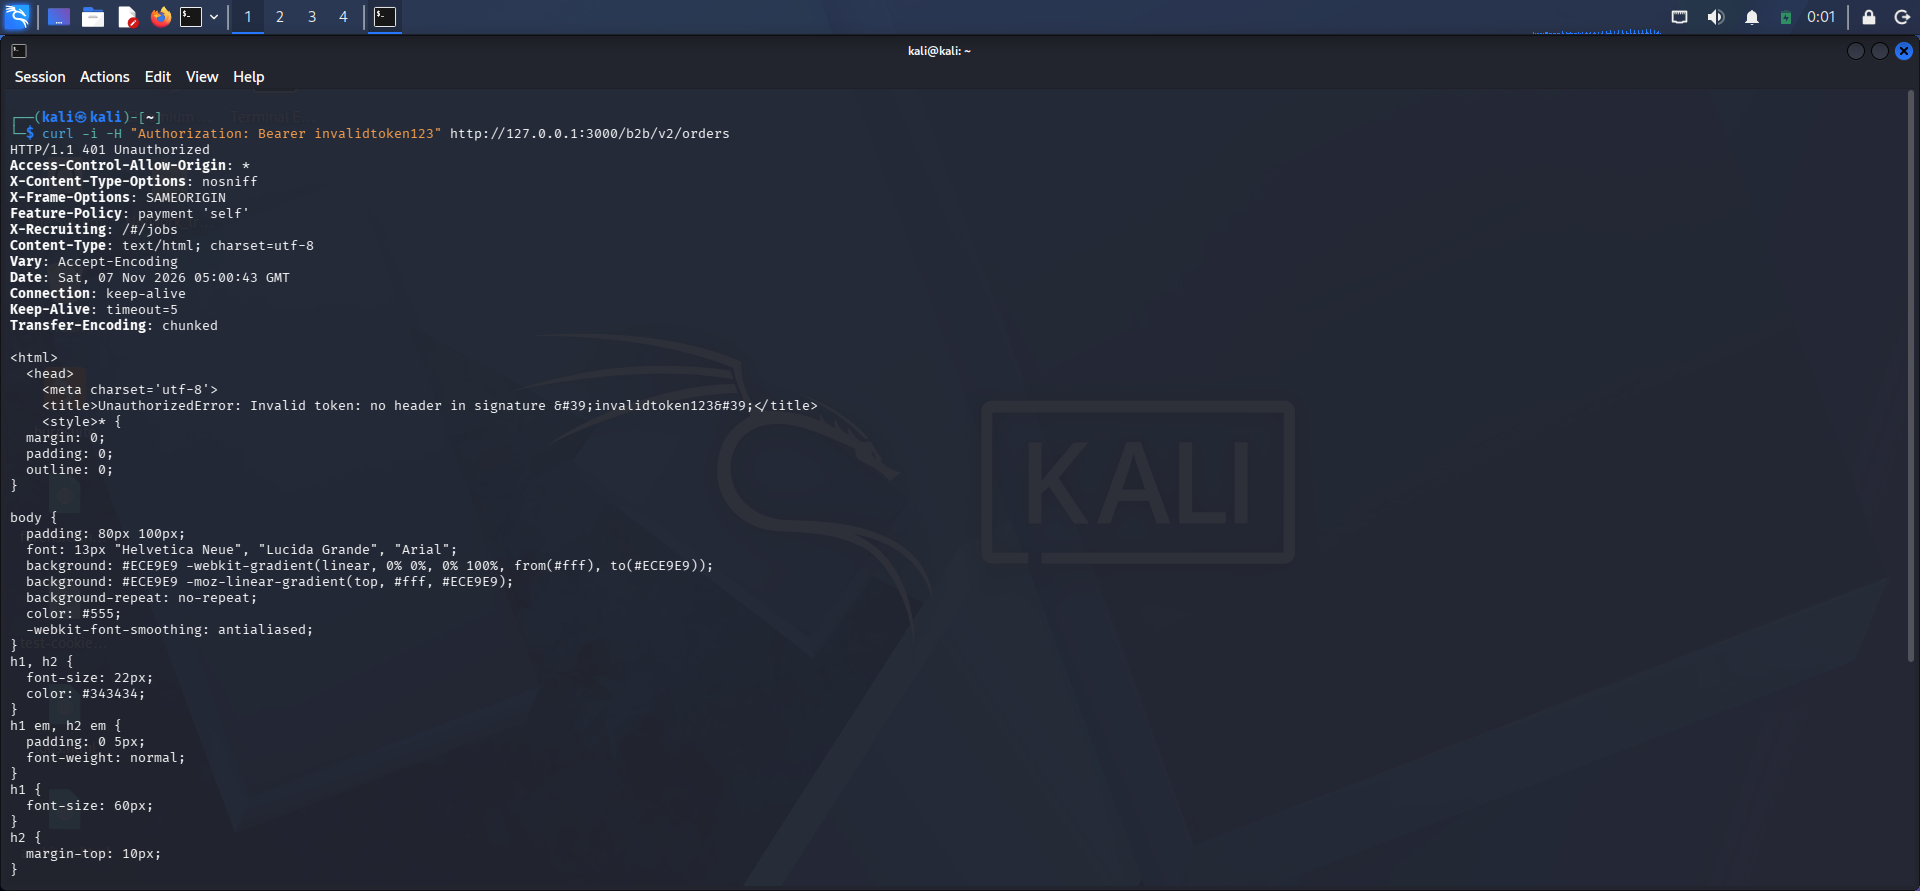 1 2 3 4 0:01
kali@kali: ~
Session Actions Edit View Help
┌──(kali㉿kali)-[~]
└─$ curl -i -H "Authorization: Bearer invalidtoken123" http://127.0.0.1:3000/b2b/v2/orders
HTTP/1.1 401 Unauthorized
Access-Control-Allow-Origin: *
X-Content-Type-Options: nosniff
X-Frame-Options: SAMEORIGIN
Feature-Policy: payment 'self'
X-Recruiting: /#/jobs
Content-Type: text/html; charset=utf-8
Vary: Accept-Encoding
Date: Sat, 07 Nov 2026 05:00:43 GMT
Connection: keep-alive
Keep-Alive: timeout=5
Transfer-Encoding: chunked
<html>
  <head>
    <meta charset='utf-8'>
    <title>UnauthorizedError: Invalid token: no header in signature &#39;invalidtoken123&#39;</title>
    <style>* {
  margin: 0;
  padding: 0;
  outline: 0;
}
body {
  padding: 80px 100px;
  font: 13px "Helvetica Neue", "Lucida Grande", "Arial";
  background: #ECE9E9 -webkit-gradient(linear, 0% 0%, 0% 100%, from(#fff), to(#ECE9E9));
  background: #ECE9E9 -moz-linear-gradient(top, #fff, #ECE9E9);
  background-repeat: no-repeat;
  color: #555;
  -webkit-font-smoothing: antialiased;
}
h1, h2 {
  font-size: 22px;
  color: #343434;
}
h1 em, h2 em {
  padding: 0 5px;
  font-weight: normal;
}
h1 {
  font-size: 60px;
}
h2 {
  margin-top: 10px;
}
KALI